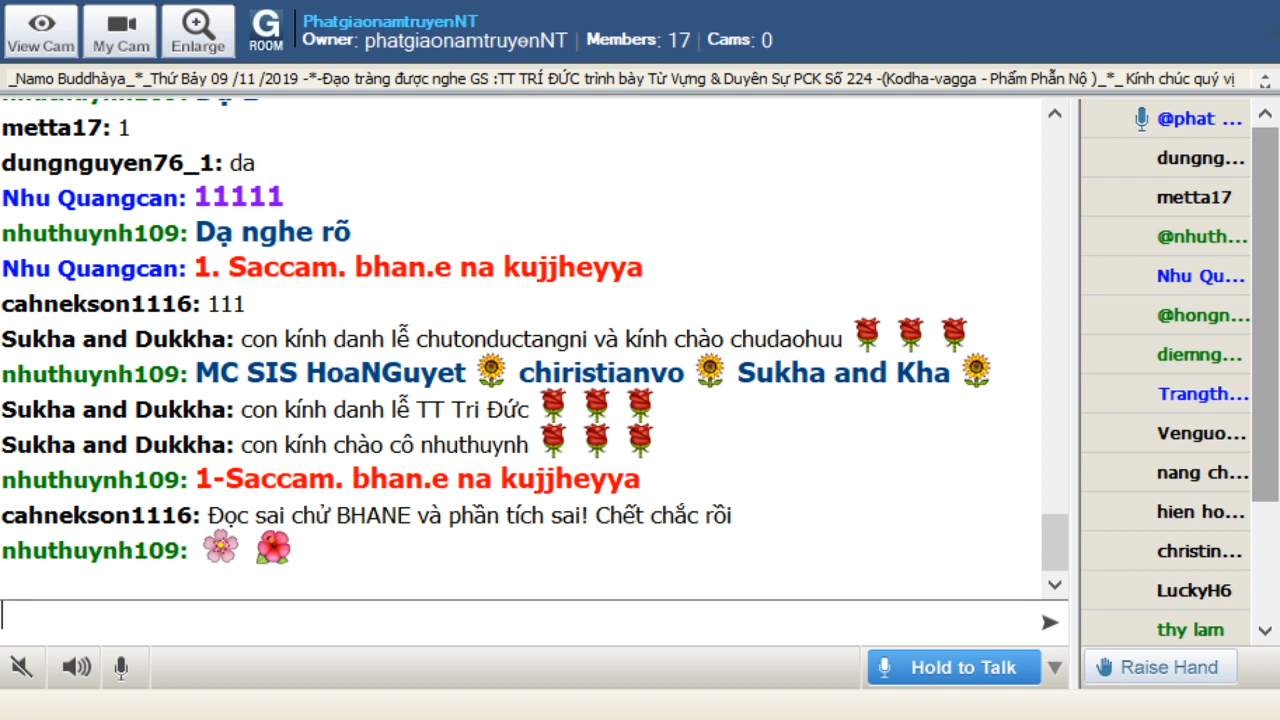 View Cam
My Cam
Enlarge
G
ROOM
PhatgiaonamtruyenNT
Owner: phatgiaonamtruyenNT | Members: 17 | Cams: 0
_Namo Buddhàya_*_Thứ Bảy 09 /11 /2019 -*-Đạo tràng được nghe GS :TT TRÍ ĐỨC trình bày Từ Vựng & Duyên Sự PCK Số 224 -(Kodha-vagga - Phẩm Phẫn Nộ )_*_ Kính chúc quý vị
metta17: 1
dungnguyen76_1: da
Nhu Quangcan: 11111
nhuthuynh109: Dạ nghe rõ
Nhu Quangcan: 1. Saccam. bhan.e na kujjheyya
cahnekson1116: 111
Sukha and Dukkha: con kính danh lễ chutonductangni và kính chào chudaohuu
nhuthuynh109: MC SIS HoaNGuyet chiristianvo Sukha and Kha
Sukha and Dukkha: con kính danh lễ TT Tri Đức
Sukha and Dukkha: con kính chào cô nhuthuynh
nhuthuynh109: 1-Saccam. bhan.e na kujjheyya
cahnekson1116: Đọc sai chử BHANE và phần tích sai! Chết chắc rồi
nhuthuynh109:
@phat ...
dungng...
metta17
@nhuth...
Nhu Qu...
@hongn...
diemng...
Trangth...
Venguo...
nang ch...
hien ho...
christin...
LuckyH6
thy lam
Hold to Talk
Raise Hand